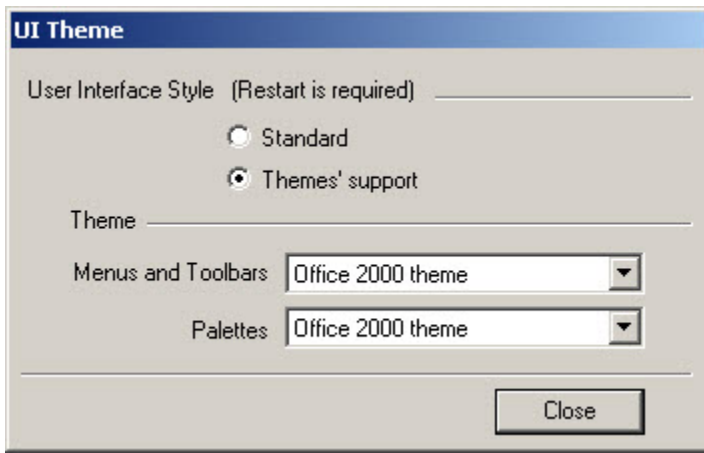 UI Theme
User Interface Style (Restart is required)
Standard
Themes' support
Theme
Menus and Toolbars Office 2000 theme
Palettes Office 2000 theme
Close